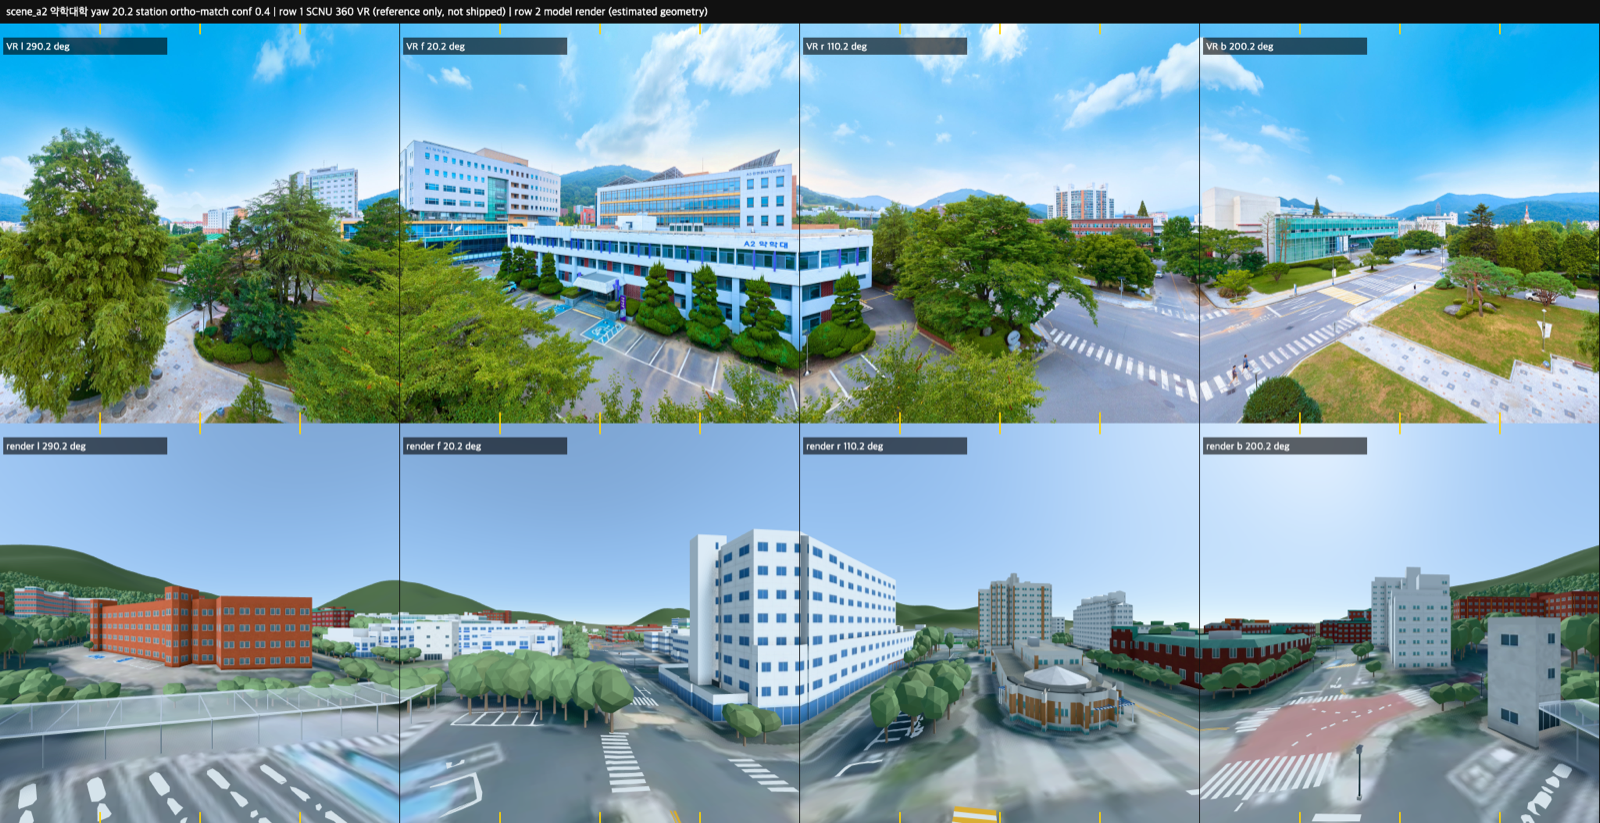 scene_a2 약학대학 yaw 20.2 station ortho-match conf 0.4 | row 1 SCNU 360 VR (reference only, not shipped) | row 2 model render (estimated geometry)
VR l 290.2 deg
VR f 20.2 deg
VR r 110.2 deg
VR b 200.2 deg
A2 약학대
render l 290.2 deg
render f 20.2 deg
render r 110.2 deg
render b 200.2 deg